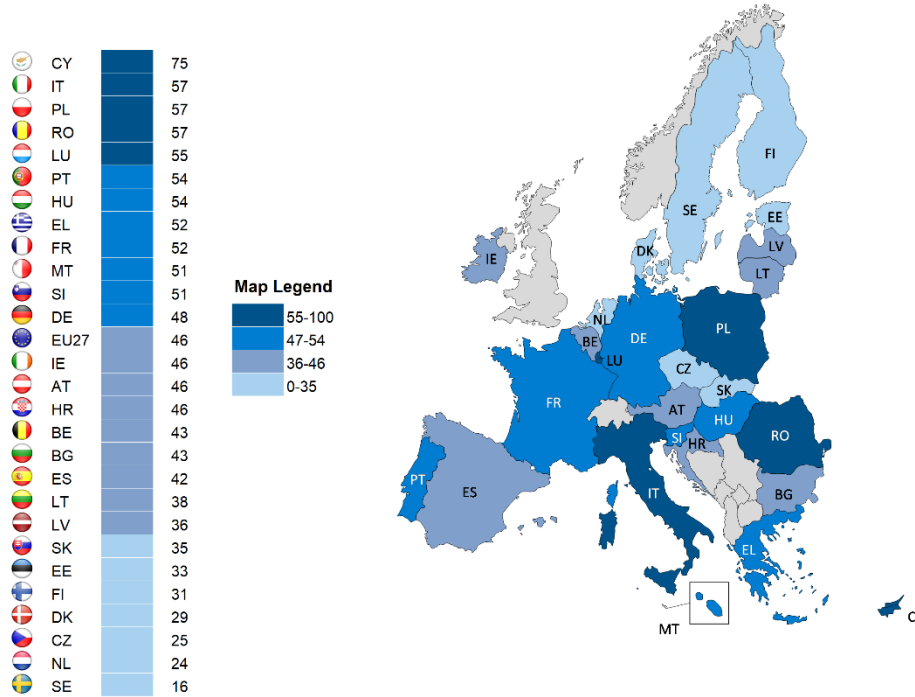 CY 75
IT 57
PL 57
RO 57
LU 55
PT 54
HU 54
EL 52
FR 52
MT 51
SI 51
DE 48
EU27 46
IE 46
AT 46
HR 46
BE 43
BG 43
ES 42
LT 38
LV 36
SK 35
EE 33
FI 31
DK 29
CZ 25
NL 24
SE 16
Map Legend
55-100
47-54
36-46
0-35
FI
SE
EE
LV
DK
LT
IE
NL
PL
DE
BE
LU
CZ
SK
AT
HU
FR
RO
SI
HR
PT
ES
IT
BG
EL
MT
C